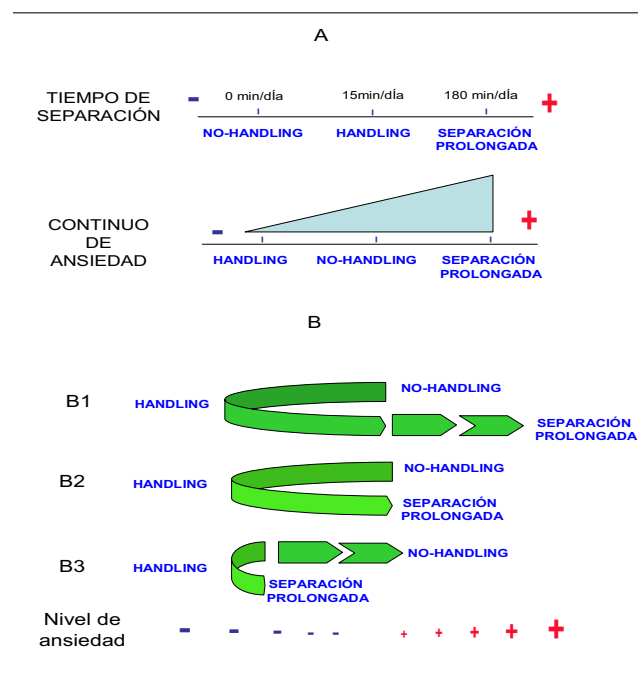 A
TIEMPO DE
SEPARACIÓN
- 0 min/dÍa 15min/dÍa 180 min/dÍa +
NO-HANDLING HANDLING SEPARACIÓN
PROLONGADA
CONTINUO
DE
ANSIEDAD
- +
HANDLING NO-HANDLING SEPARACIÓN
PROLONGADA
B
B1
HANDLING
NO-HANDLING
SEPARACIÓN
PROLONGADA
B2
HANDLING
NO-HANDLING
SEPARACIÓN
PROLONGADA
B3
HANDLING
NO-HANDLING
SEPARACIÓN
PROLONGADA
Nivel de
ansiedad
- - - - - + + + + +